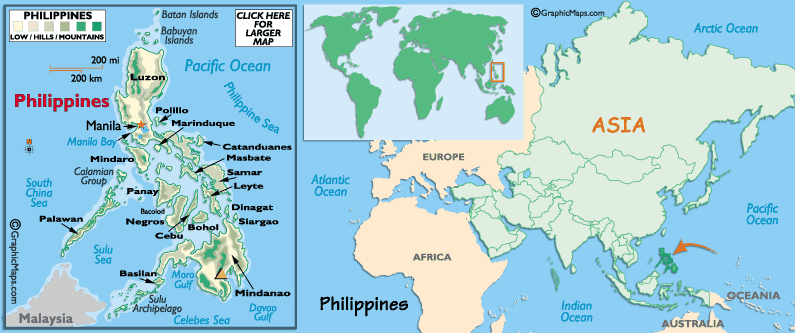 PHILIPPINES
LOW / HILLS / MOUNTAINS
Batan Islands
CLICK HERE
FOR
LARGER
MAP
Babuyan
Islands
200 mi
200 km
Luzon
Pacific Ocean
Philippines
Philippine Sea
Polillo
Manila
Marinduque
Manila Bay
Catanduanes
Mindaro
Masbate
Calamian
Group
Samar
South
China
Sea
Panay
Leyte
Bacolod
Dinagat
Palawan
Negros
Siargao
Cebu
Bohol
Sulu
Sea
Basilan
Moro
Gulf
Mindanao
Sulu
Archipelago
Davao
Gulf
Malaysia
Celebes Sea
©GraphicMaps.com
©GraphicMaps.com
Arctic Ocean
ASIA
EUROPE
Atlantic
Ocean
Pacific
Ocean
AFRICA
Indian
Ocean
OCEANIA
AUSTRALIA
Philippines